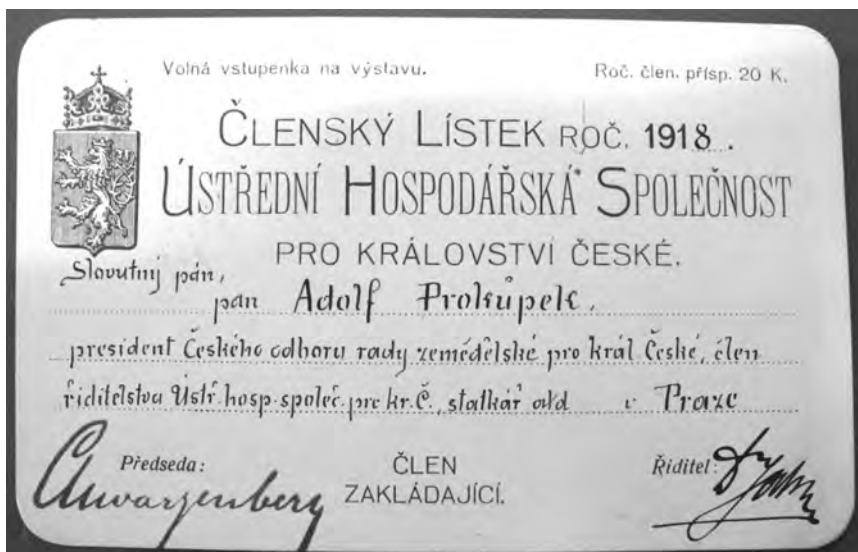 Volná vstupenka na výstavu. Roč. člen. přísp. 20 K.
ČLENSKÝ LÍSTEK ROČ. 1918.
ÚSTŘEDNÍ HOSPODÁŘSKÁ SPOLEČNOST
PRO KRÁLOVSTVÍ ČESKÉ.
Slovutný pán,
pan Adolf Prokůpek,
president Českého odboru rady zemědělské pro král České, člen
ředitelstva Ústř. hosp. společ. pro kr. Č., statkář atd v Praze
Předseda: ČLEN Ředitel:
ZAKLÁDAJÍCÍ.